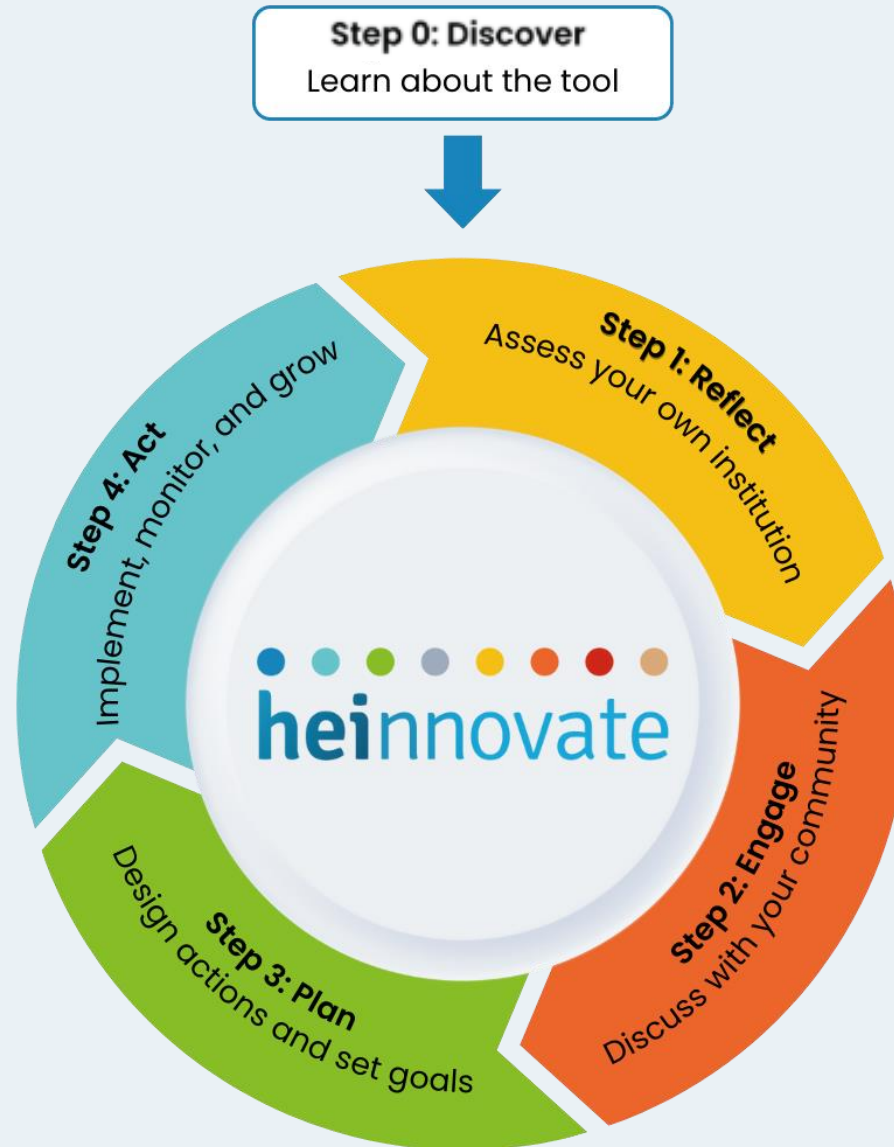 Step 0: Discover
Learn about the tool
Step 1: Reflect
Assess your own institution
Step 2: Engage
Discuss with your community
Step 3: Plan
Design actions and set goals
Step 4: Act
Implement, monitor, and grow
heinnovate